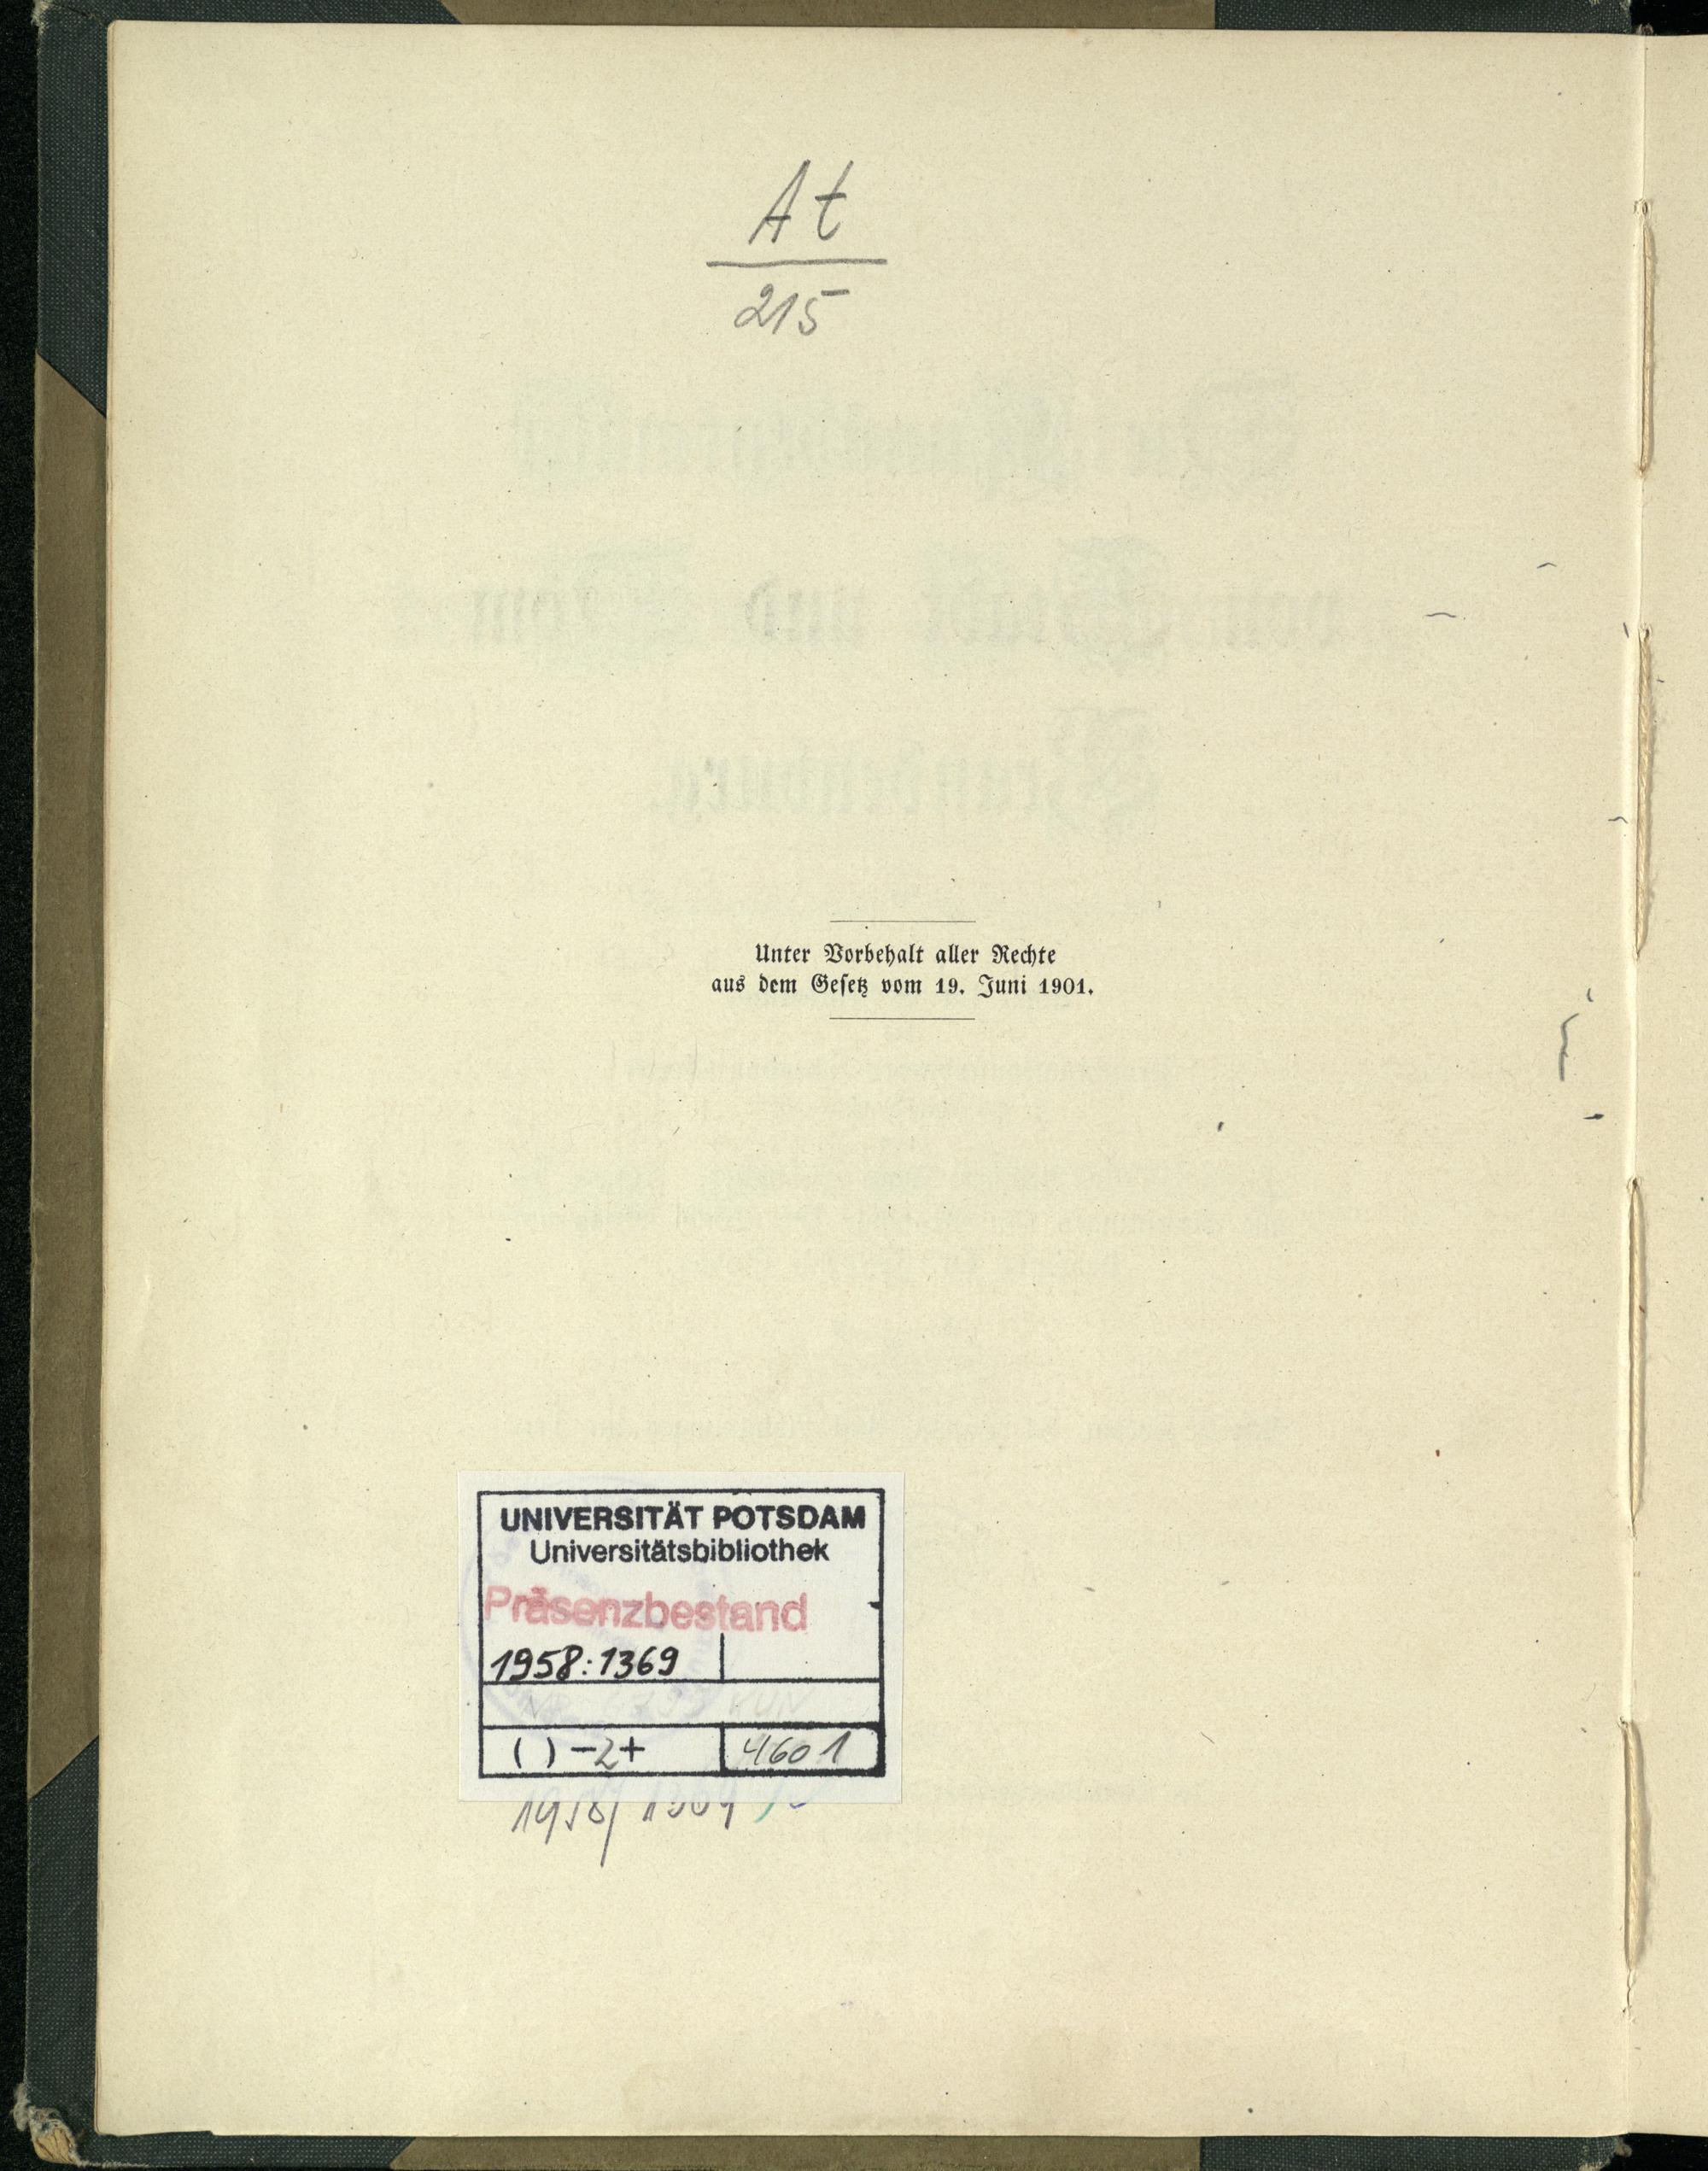 At
215
Unter Vorbehalt aller Rechte
aus dem Gesetz vom 19. Juni 1901.
UNIVERSITÄT POTSDAM
Universitätsbibliothek
Präsenzbestand
1958:1369
( ) -2+ 4601